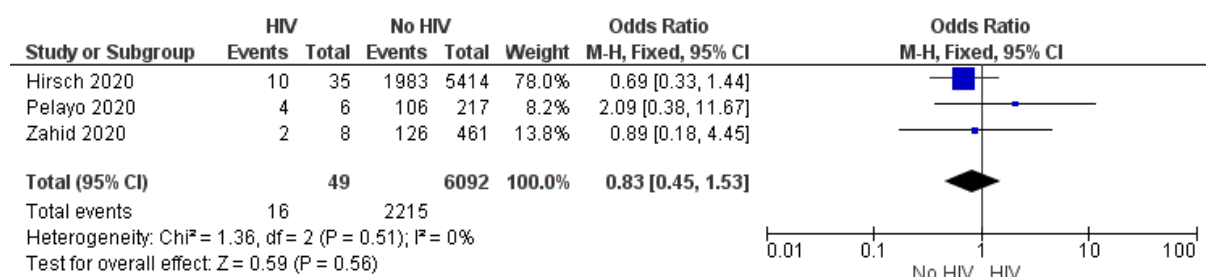 HIV No HIV Odds Ratio Odds Ratio
Study or Subgroup Events Total Events Total Weight M-H, Fixed, 95% CI M-H, Fixed, 95% CI
Hirsch 2020 10 35 1983 5414 78.0% 0.69 [0.33, 1.44]
Pelayo 2020 4 6 106 217 8.2% 2.09 [0.38, 11.67]
Zahid 2020 2 8 126 461 13.8% 0.89 [0.18, 4.45]
Total (95% CI) 49 6092 100.0% 0.83 [0.45, 1.53]
Total events 16 2215
Heterogeneity: Chi² = 1.36, df = 2 (P = 0.51); I² = 0%
Test for overall effect: Z = 0.59 (P = 0.56)
0.01 0.1 1 10 100
No HIV HIV